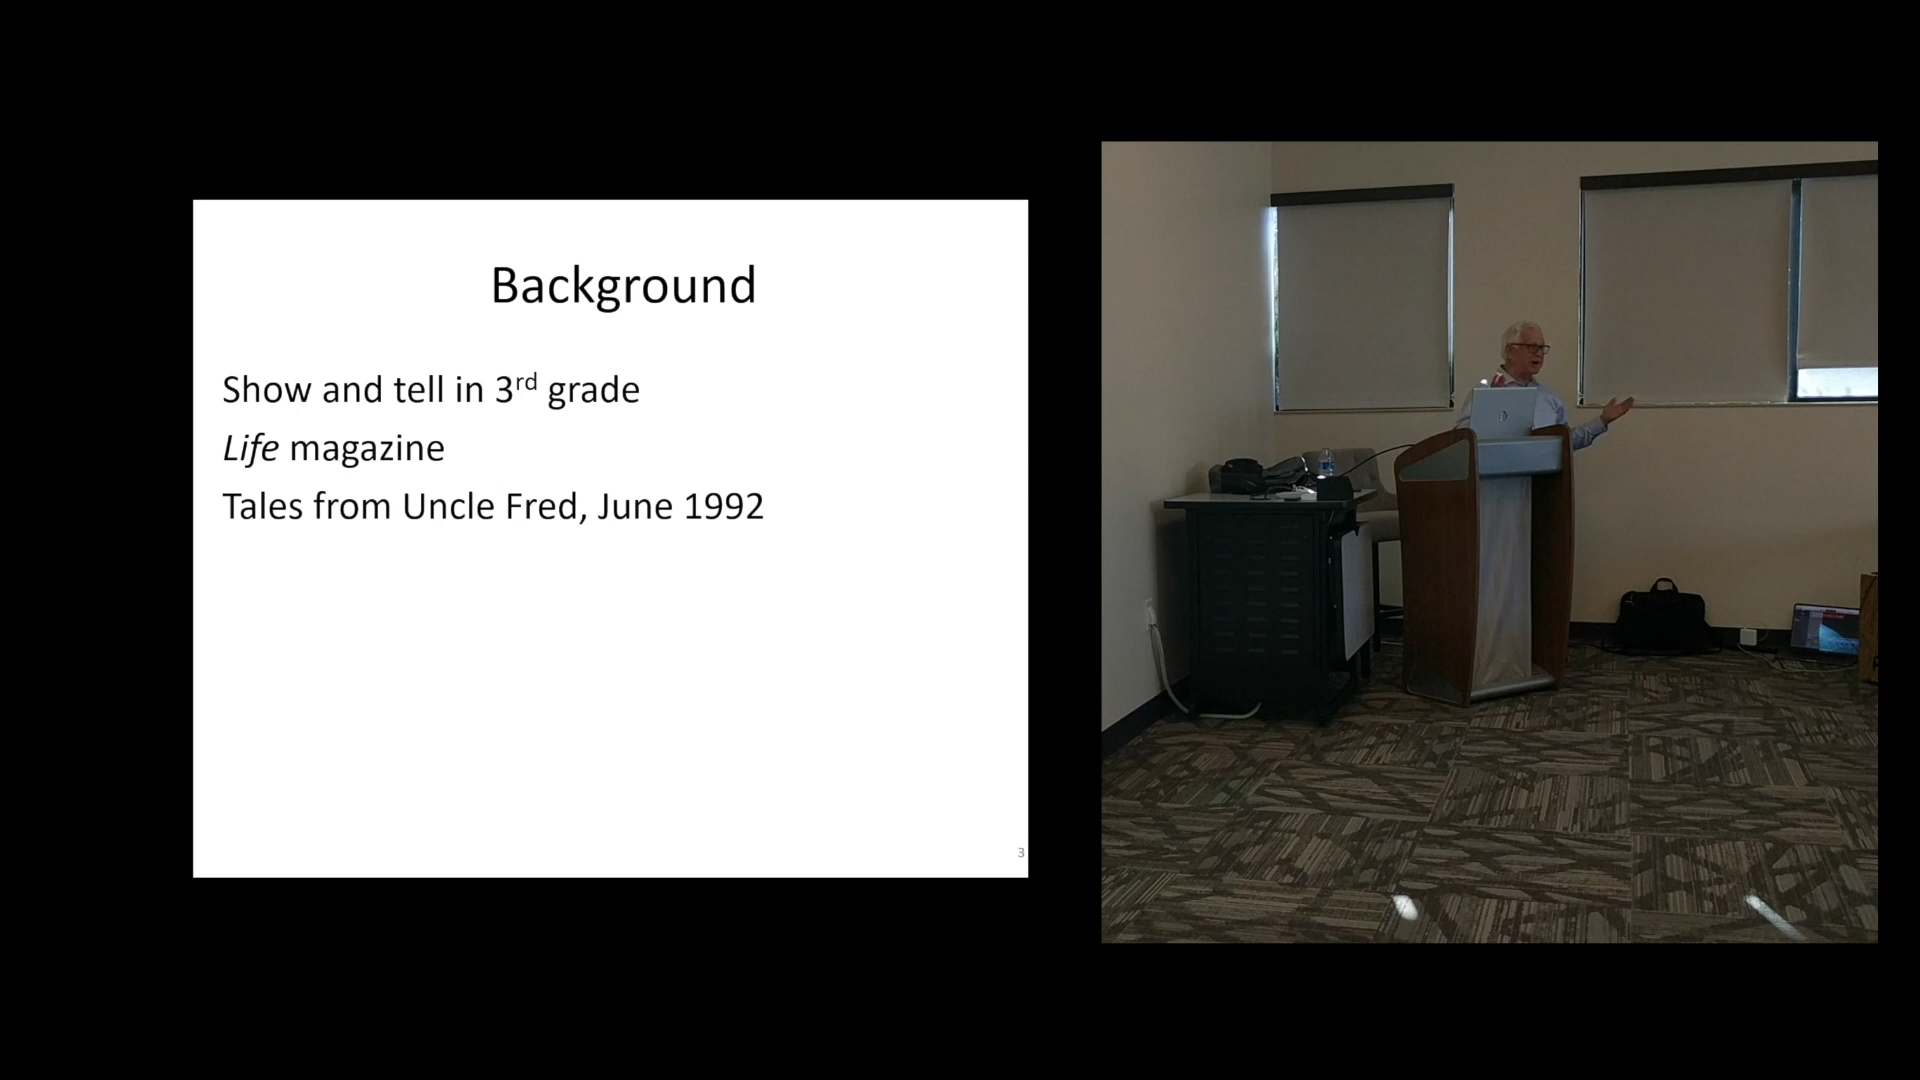 Background
Show and tell in 3rd grade
Life magazine
Tales from Uncle Fred, June 1992
3